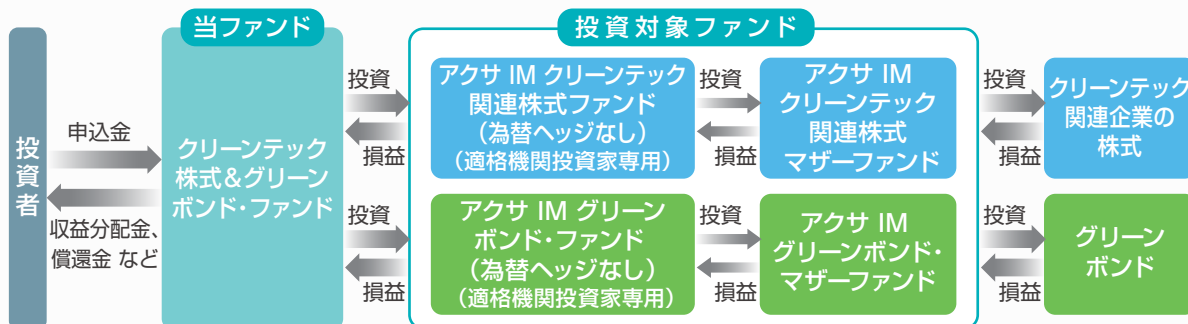 当ファンド
投資対象ファンド
投資者
申込金
収益分配金、
償還金 など
クリーンテック
株式&グリーン
ボンド・ファンド
投資
損益
アクサ IM クリーンテック
関連株式ファンド
（為替ヘッジなし）
（適格機関投資家専用）
投資
損益
アクサ IM
クリーンテック
関連株式
マザーファンド
投資
損益
クリーンテック
関連企業の
株式
投資
損益
アクサ IM グリーン
ボンド・ファンド
（為替ヘッジなし）
（適格機関投資家専用）
投資
損益
アクサ IM
グリーンボンド・
マザーファンド
投資
損益
グリーン
ボンド